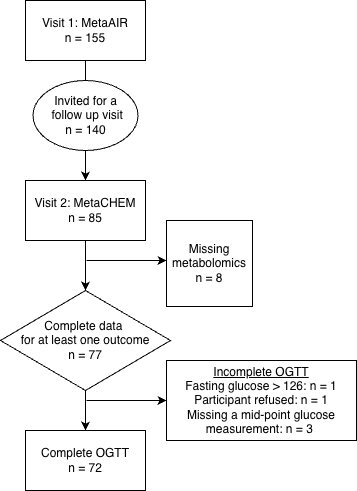 Visit 1: MetaAIR
n = 155
Invited for a
follow up visit
n = 140
Visit 2: MetaCHEM
n = 85
Missing
metabolomics
n = 8
Complete data
for at least one outcome
n = 77
Incomplete OGTT
Fasting glucose > 126: n = 1
Participant refused: n = 1
Missing a mid-point glucose
measurement: n = 3
Complete OGTT
n = 72